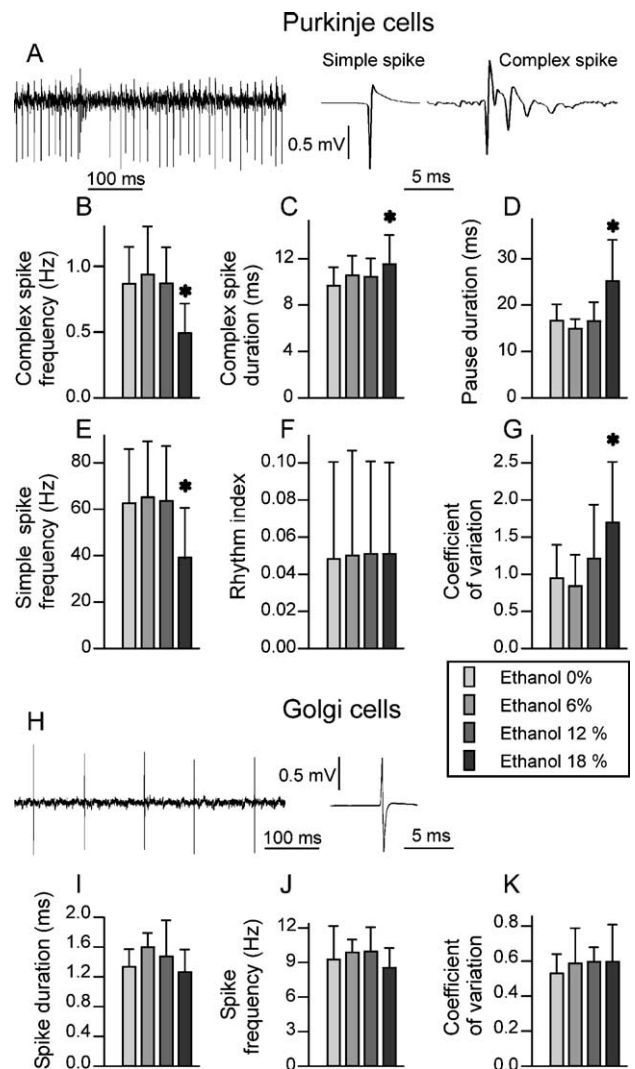 Purkinje cells
A
Simple spike
Complex spike
0.5 mV
100 ms
5 ms
B
Complex spike
frequency (Hz)
1.0
0.5
0.0
*
C
Complex spike
duration (ms)
12
8
4
0
*
D
Pause duration (ms)
30
20
10
0
*
E
Simple spike
frequency (Hz)
80
60
40
20
0
*
F
Rhythm index
0.10
0.08
0.06
0.04
0.02
0.00
G
Coefficient
of variation
2.5
2.0
1.5
1.0
0.5
0.0
*
Ethanol 0%
Ethanol 6%
Ethanol 12 %
Ethanol 18 %
Golgi cells
H
0.5 mV
100 ms
5 ms
I
Spike duration (ms)
2.0
1.6
1.2
0.8
0.4
0.0
J
Spike
frequency (Hz)
12
9
6
3
0
K
Coefficient
of variation
0.8
0.6
0.4
0.2
0.0